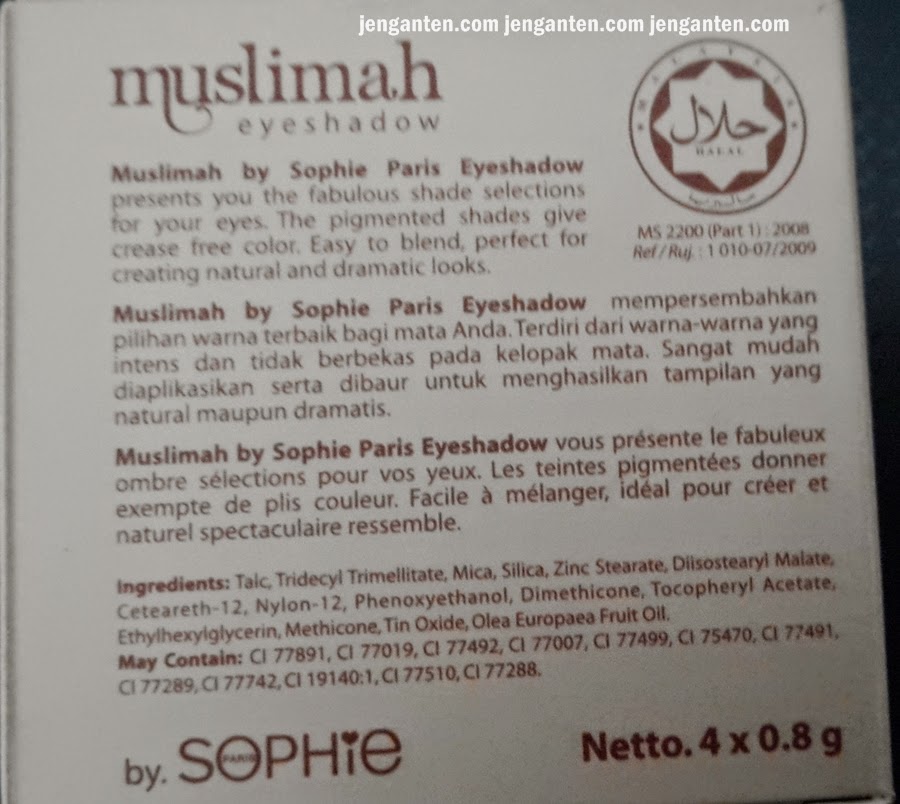 jenganten.com jenganten.com jenganten.com
muslimah
eyeshadow
Muslimah by Sophie Paris Eyeshadow
presents you the fabulous shade selections
for your eyes. The pigmented shades give
crease free color. Easy to blend, perfect for
creating natural and dramatic looks.
MALAYSIA
حلال
HALAL
MS 2200 (Part 1) : 2008
Ref / Ruj. : 1 010-07/2009
Muslimah by Sophie Paris Eyeshadow mempersembahkan
pilihan warna terbaik bagi mata Anda. Terdiri dari warna-warna yang
intens dan tidak berbekas pada kelopak mata. Sangat mudah
diaplikasikan serta dibaur untuk menghasilkan tampilan yang
natural maupun dramatis.
Muslimah by Sophie Paris Eyeshadow vous présente le fabuleux
ombre sélections pour vos yeux. Les teintes pigmentées donner
exempte de plis couleur. Facile à mélanger, idéal pour créer et
naturel spectaculaire ressemble.
Ingredients: Talc, Tridecyl Trimellitate, Mica, Silica, Zinc Stearate, Diisostearyl Malate,
Ceteareth-12, Nylon-12, Phenoxyethanol, Dimethicone, Tocopheryl Acetate,
Ethylhexylglycerin, Methicone, Tin Oxide, Olea Europaea Fruit Oil.
May Contain: CI 77891, CI 77019, CI 77492, CI 77007, CI 77499, CI 75470, CI 77491,
CI 77289, CI 77742, CI 19140:1, CI 77510, CI 77288.
by. SOPHIE
PARIS
Netto. 4 x 0.8 g